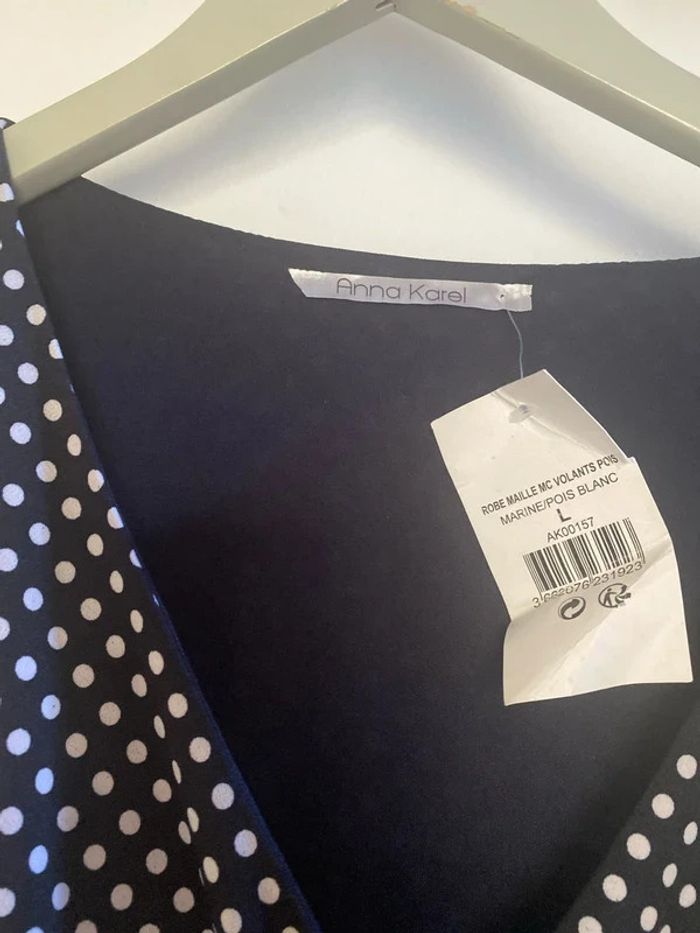 Anna Karel
ROBE MAILLE MC VOLANTS POIS
MARINE/POIS BLANC
L
AK00157
3 662076 231923